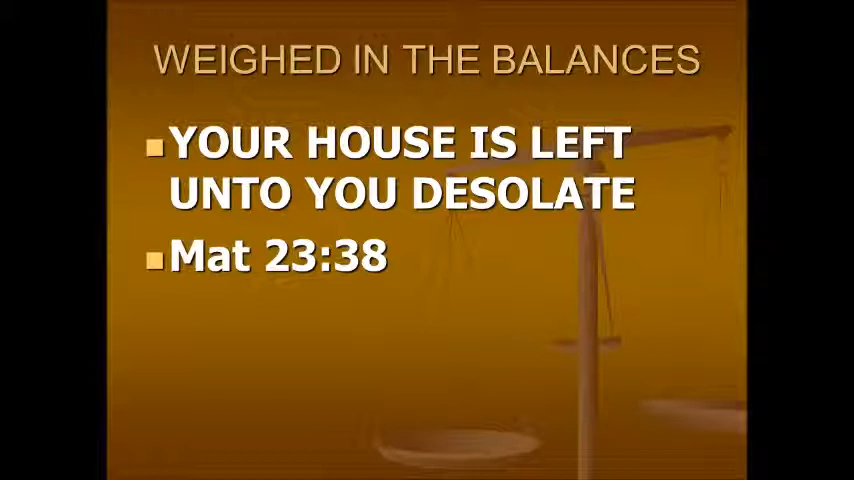 WEIGHED IN THE BALANCES
YOUR HOUSE IS LEFT
UNTO YOU DESOLATE
Mat 23:38